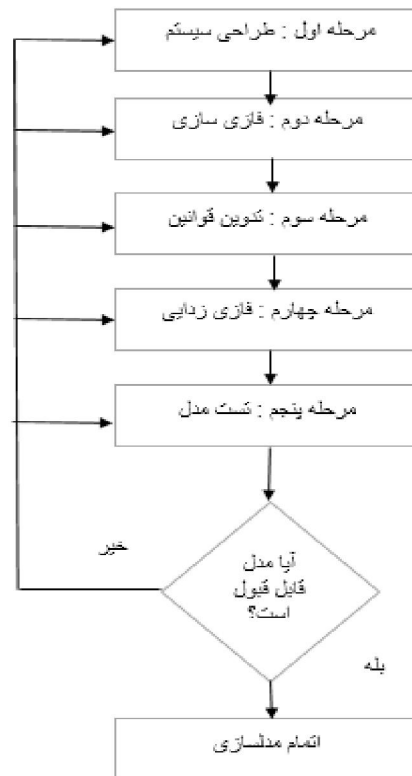 مرحله اول : طراحی سیستم
مرحله دوم : فازی سازی
مرحله سوم : تدوین قوانین
مرحله چهارم : فازی زدایی
مرحله پنجم : تست مدل
خیر
آیا مدل
قابل قبول
است؟
بله
اتمام مدلسازی